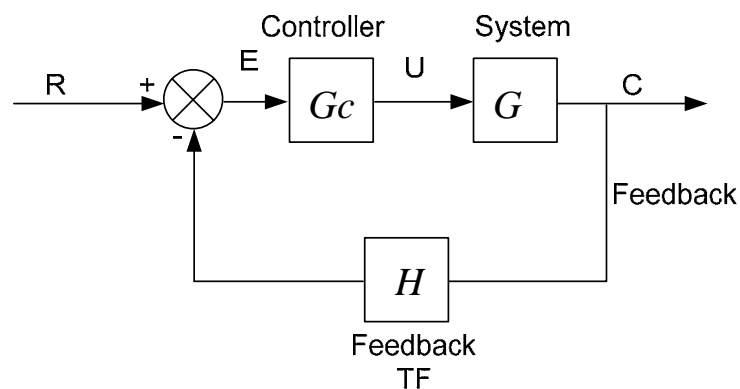 Controller
System
R
+
E
Gc
U
G
C
-
Feedback
H
Feedback
TF